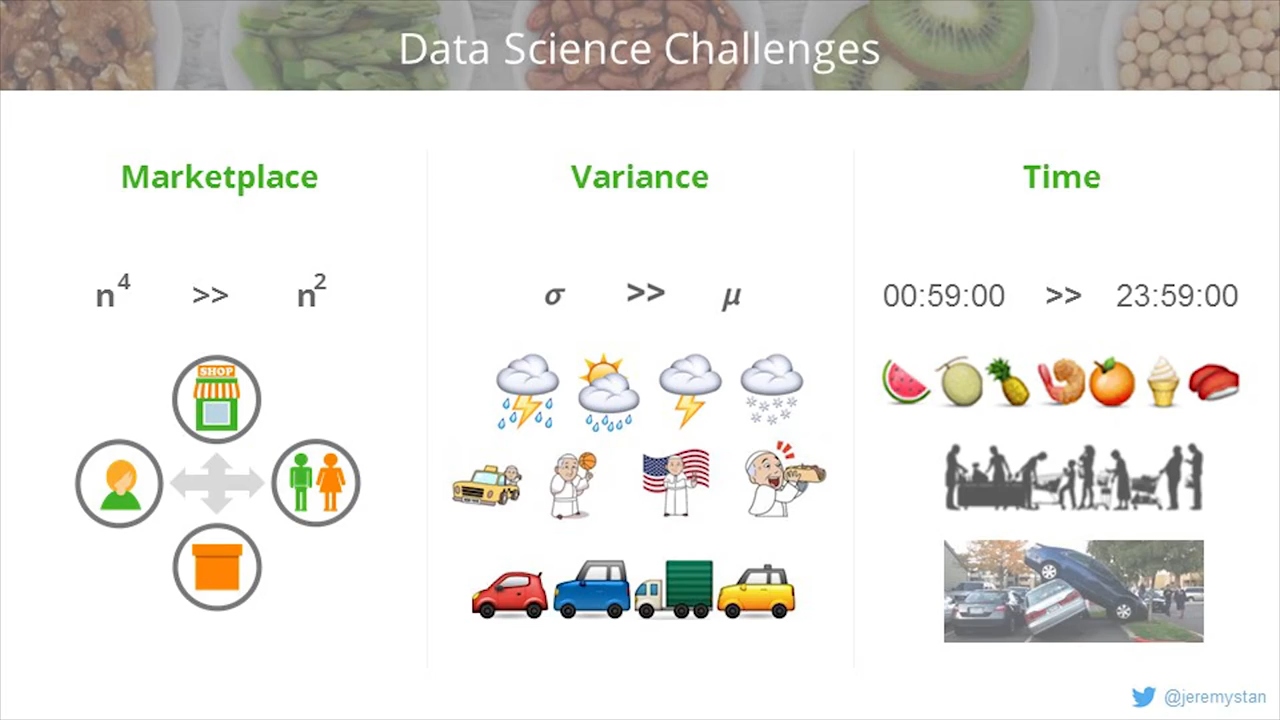 Data Science Challenges
Marketplace
n⁴ >> n²
SHOP
Variance
σ >> μ
Time
00:59:00 >> 23:59:00
@jeremystan